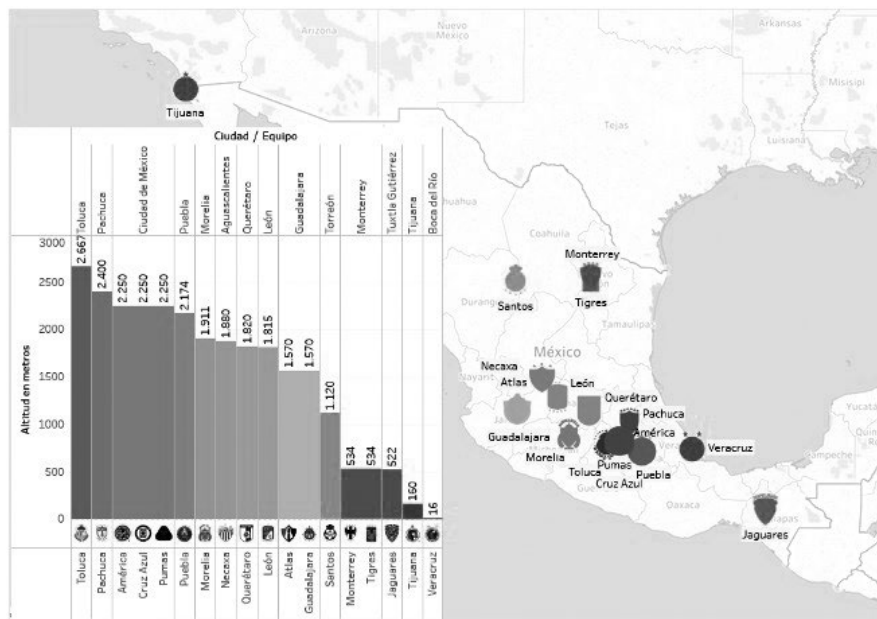 Arizona
Nuevo
Mexico
Arkansas
Misisipi
Tijuana
Texas
Luisiana
Ciudad / Equipo
Toluca
Pachuca
Ciudad de México
Puebla
Morelia
Aguascalientes
Querétaro
León
Guadalajara
Torreón
Monterrey
Tuxtla Gutiérrez
Tijuana
Boca del Río
Altitud en metros
3000
2500
2000
1500
1000
500
0
2.667
2.400
2.250
2.250
2.250
2.174
1.911
1.880
1.820
1.815
1.570
1.570
1.120
534
534
522
160
16
Toluca
Pachuca
América
Cruz Azul
Pumas
Puebla
Morelia
Necaxa
Querétaro
León
Atlas
Guadalajara
Santos
Monterrey
Tigres
Jaguares
Tijuana
Veracruz
Coahuila
Monterrey
Santos
Tigres
Tamaulipas
México
Necaxa
Atlas
León
Querétaro
Pachuca
América
Guadalajara
Morelia
Toluca
Pumas
Cruz Azul
Puebla
Veracruz
Oaxaca
Jaguares